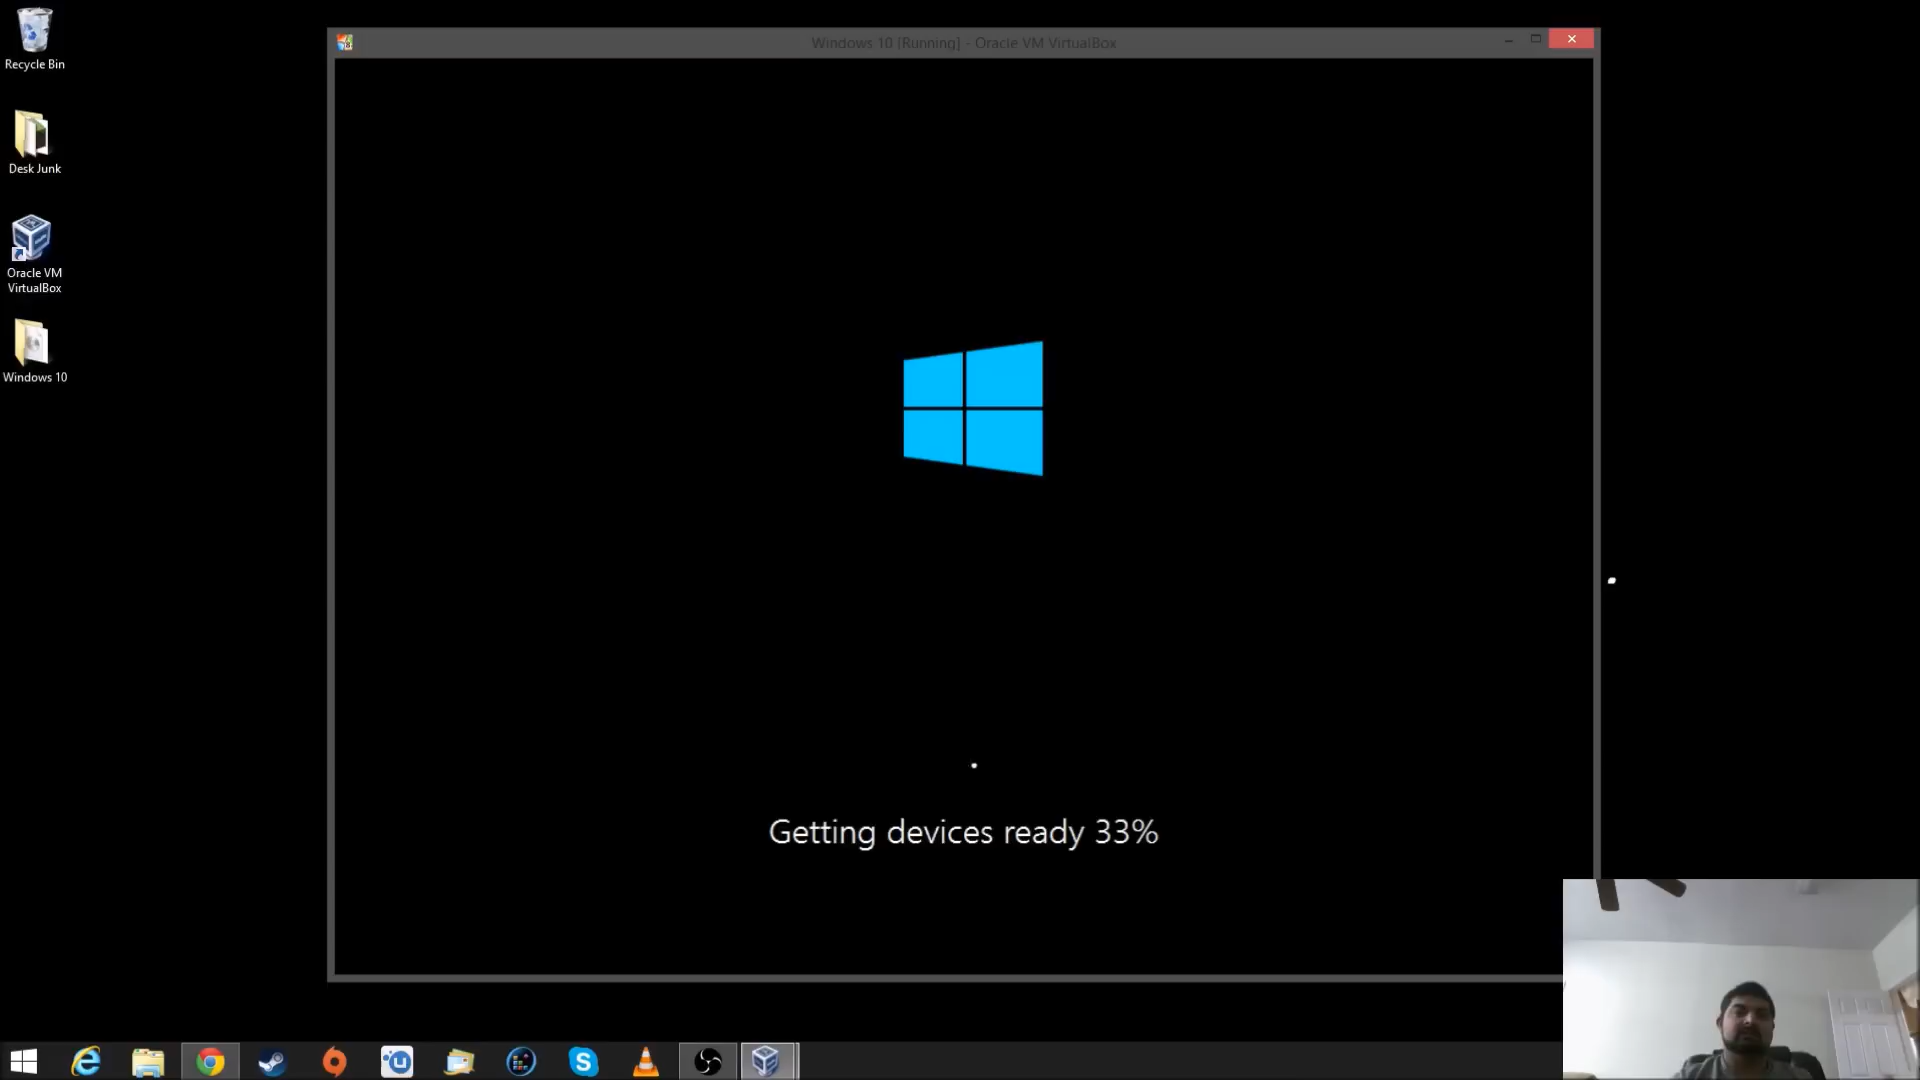 Recycle Bin
Desk Junk
Oracle VM
VirtualBox
Windows 10
Windows 10 [Running] - Oracle VM VirtualBox
Getting devices ready 33%